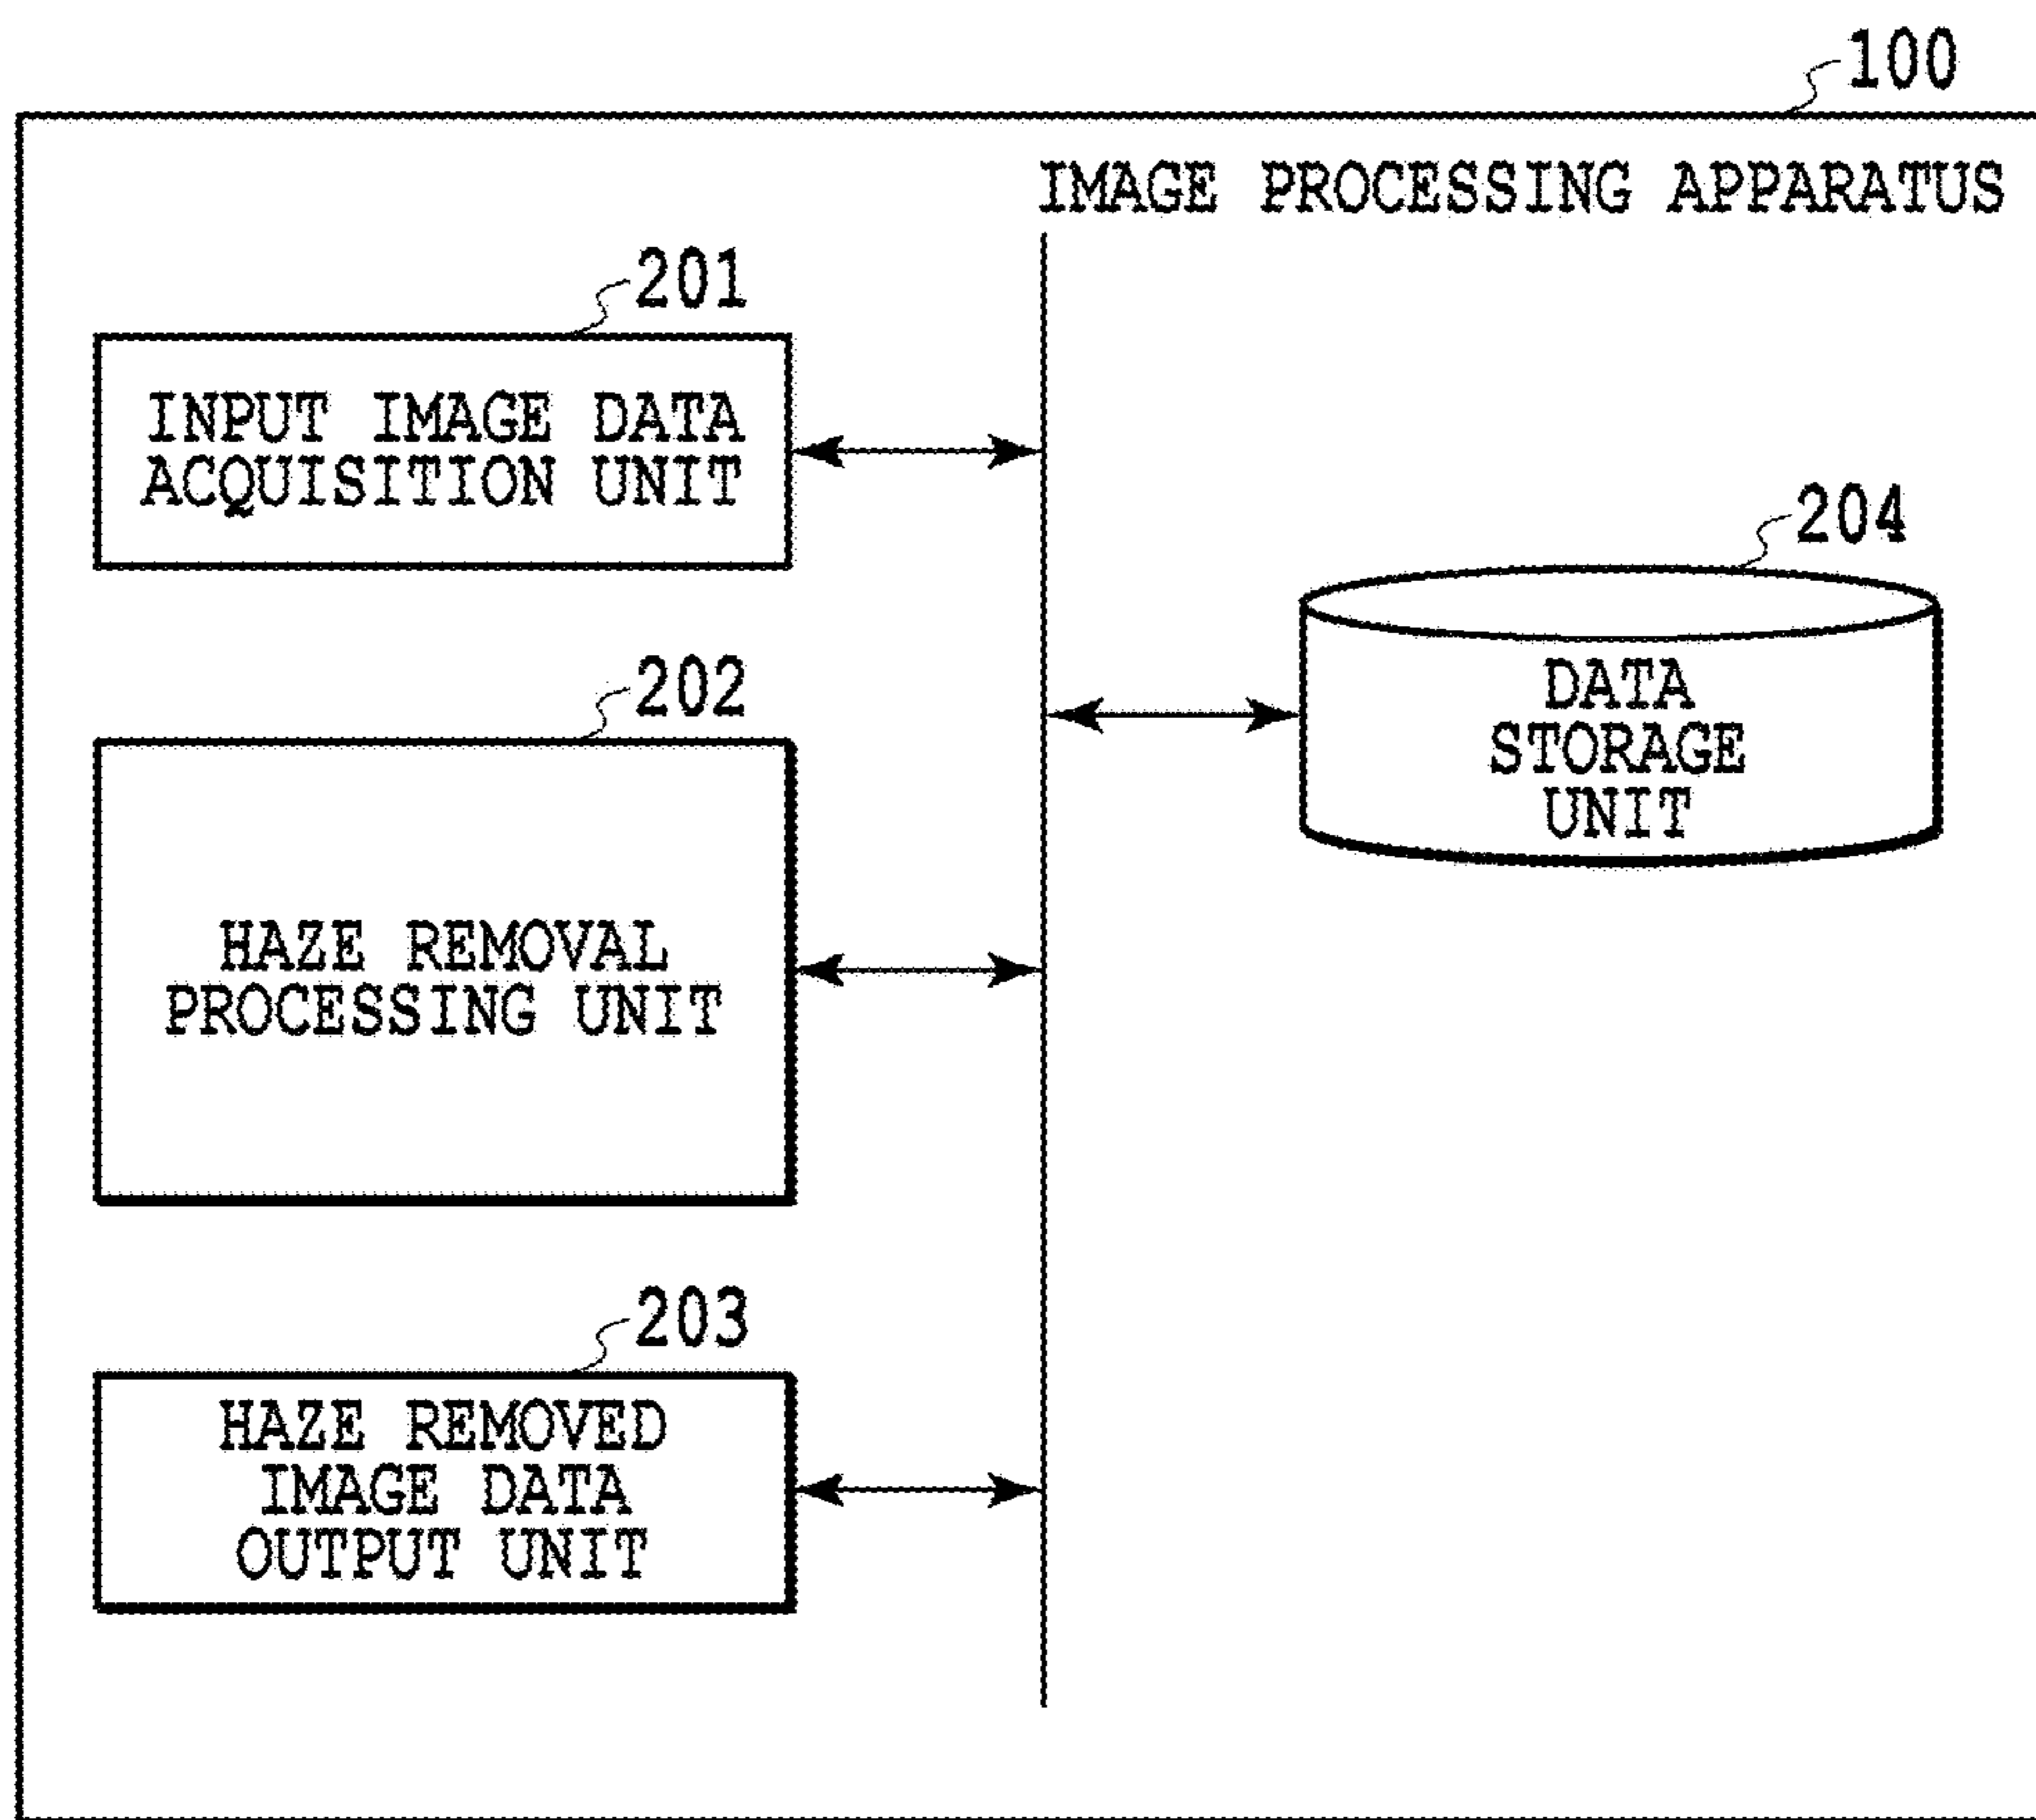 100
IMAGE PROCESSING APPARATUS
201
INPUT IMAGE DATA
ACQUISITION UNIT
204
DATA
STORAGE
UNIT
202
HAZE REMOVAL
PROCESSING UNIT
203
HAZE REMOVED
IMAGE DATA
OUTPUT UNIT